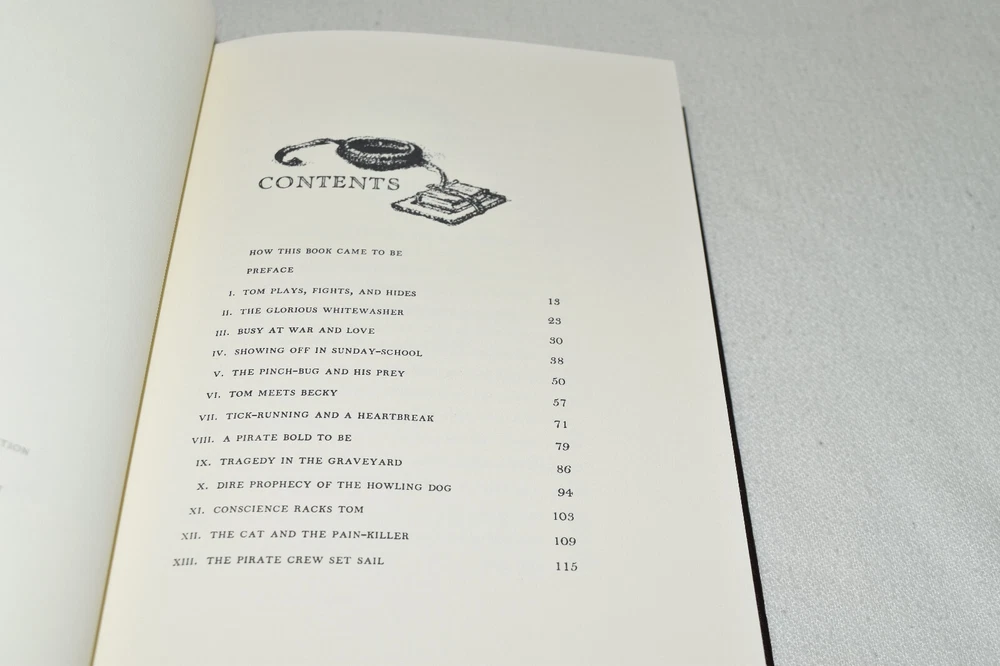 CONTENTS
HOW THIS BOOK CAME TO BE
PREFACE
I. TOM PLAYS, FIGHTS, AND HIDES 13
II. THE GLORIOUS WHITEWASHER 23
III. BUSY AT WAR AND LOVE 30
IV. SHOWING OFF IN SUNDAY-SCHOOL 38
V. THE PINCH-BUG AND HIS PREY 50
VI. TOM MEETS BECKY 57
VII. TICK-RUNNING AND A HEARTBREAK 71
VIII. A PIRATE BOLD TO BE 79
IX. TRAGEDY IN THE GRAVEYARD 86
X. DIRE PROPHECY OF THE HOWLING DOG 94
XI. CONSCIENCE RACKS TOM 103
XII. THE CAT AND THE PAIN-KILLER 109
XIII. THE PIRATE CREW SET SAIL 115